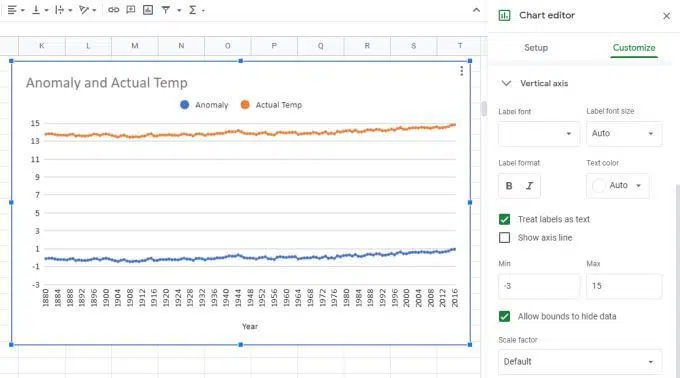 Chart editor
Setup
Customize
K L M N O P Q R S T
Anomaly and Actual Temp
Anomaly Actual Temp
15
13
11
9
7
5
3
1
-1
-3
1880 1884 1888 1892 1896 1900 1904 1908 1912 1916 1920 1924 1928 1932 1936 1940 1944 1948 1952 1956 1960 1964 1968 1972 1976 1980 1984 1988 1992 1996 2000 2004 2008 2012 2016
Year
Vertical axis
Label font Label font size
Auto
Label format Text color
B I Auto
Treat labels as text
Show axis line
Min Max
-3 15
Allow bounds to hide data
Scale factor
Default